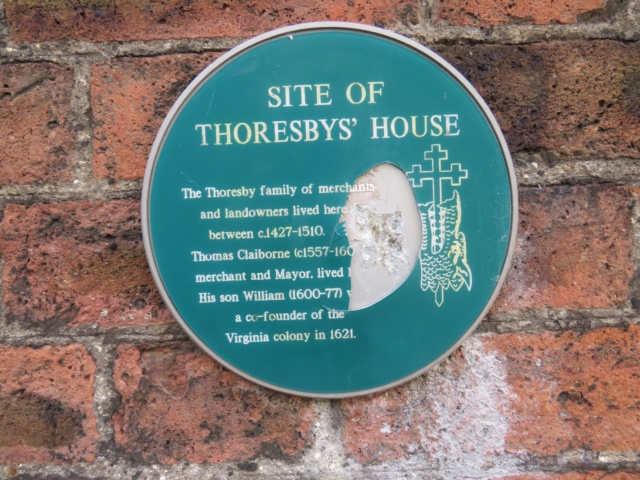 SITE OF
THORESBYS' HOUSE
The Thoresby family of merchants
and landowners lived here
between c.1427-1510.
Thomas Claiborne (c1557-160
merchant and Mayor, lived
His son William (1600-77)
a co-founder of the
Virginia colony in 1621.